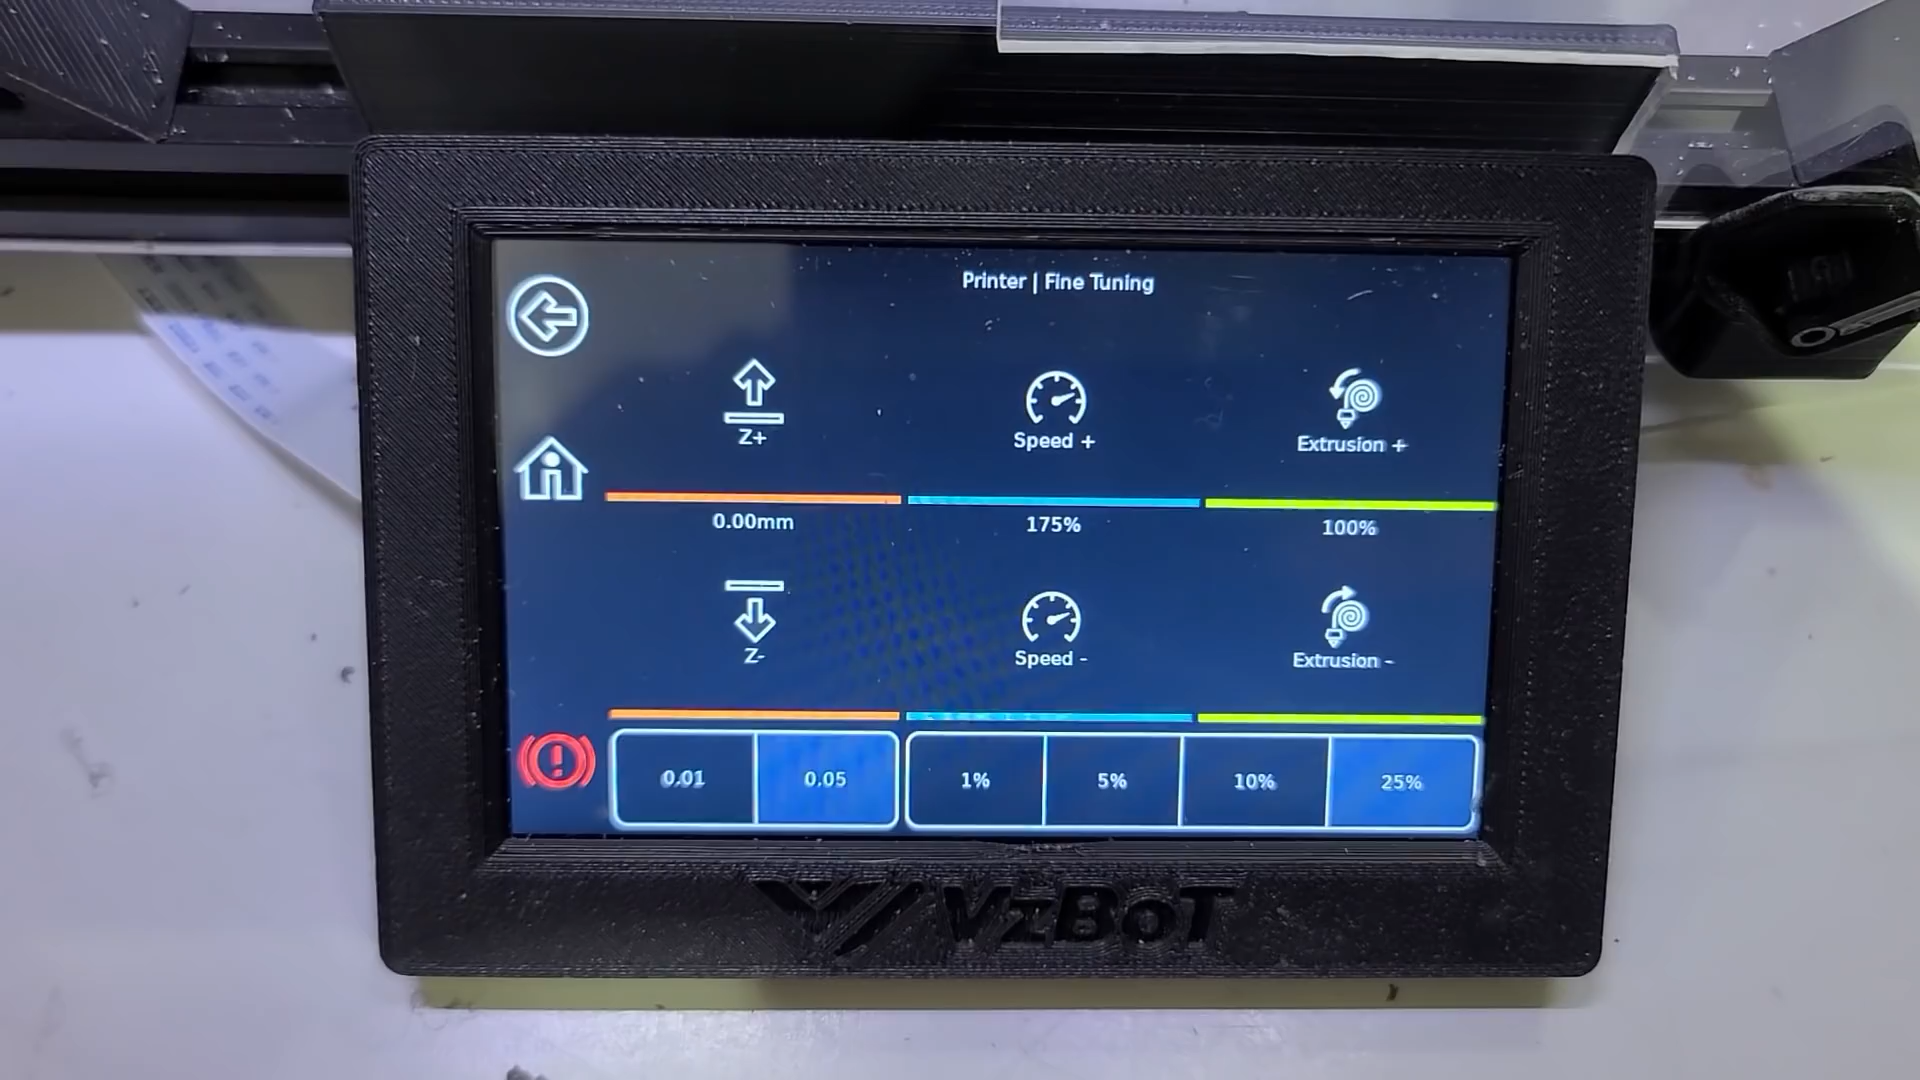 Printer | Fine Tuning
Z+
Speed +
Extrusion +
0.00mm
175%
100%
Z-
Speed -
Extrusion -
0.01
0.05
1%
5%
10%
25%
VzBoT